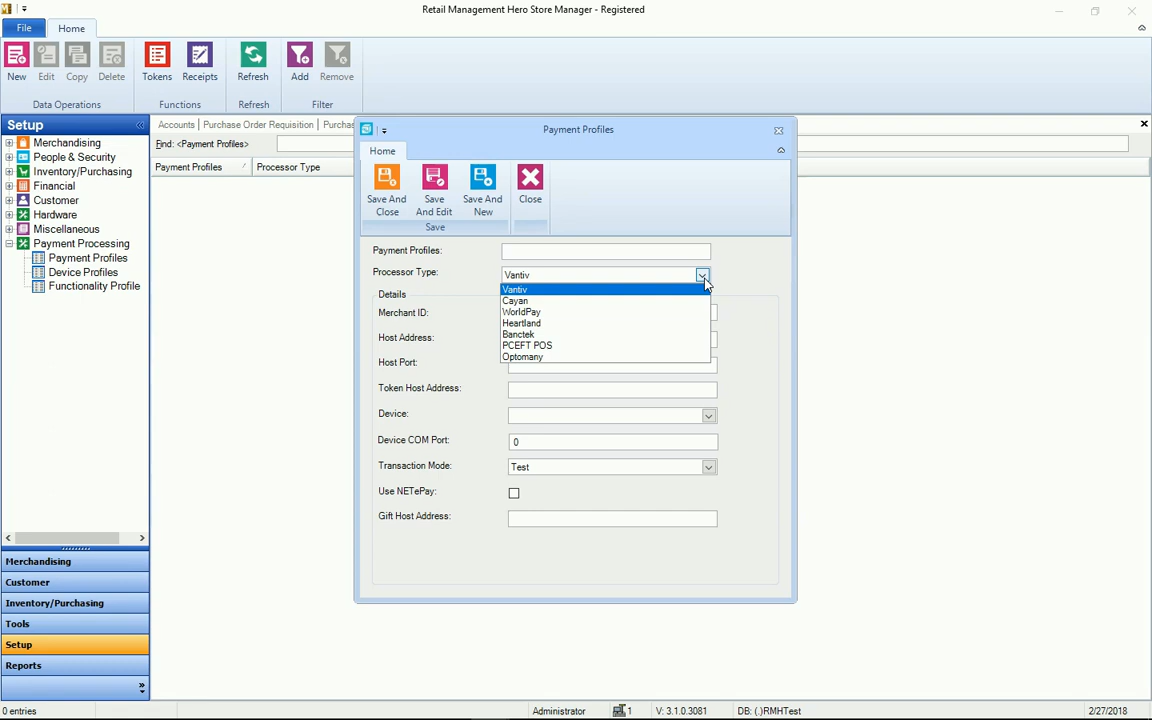 Retail Management Hero Store Manager - Registered
File Home
New Edit Copy Delete Tokens Receipts Refresh Add Remove
Data Operations Functions Refresh Filter
Setup
Merchandising
People & Security
Inventory/Purchasing
Financial
Customer
Hardware
Miscellaneous
Payment Processing
Payment Profiles
Device Profiles
Functionality Profile
Merchandising
Customer
Inventory/Purchasing
Tools
Setup
Reports
Accounts Purchase Order Requisition Purchas
Find: <Payment Profiles>
Payment Profiles Processor Type
Payment Profiles
Home
Save And Close
Save And Edit
Save And New
Close
Save
Payment Profiles:
Processor Type: Vantiv
Vantiv
Cayan
WorldPay
Heartland
Banctek
PCEFT POS
Optomany
Details
Merchant ID:
Host Address:
Host Port:
Token Host Address:
Device:
Device COM Port: 0
Transaction Mode: Test
Use NETePay:
Gift Host Address:
0 entries Administrator 1 V: 3.1.0.3081 DB: (.)RMHTest 2/27/2018